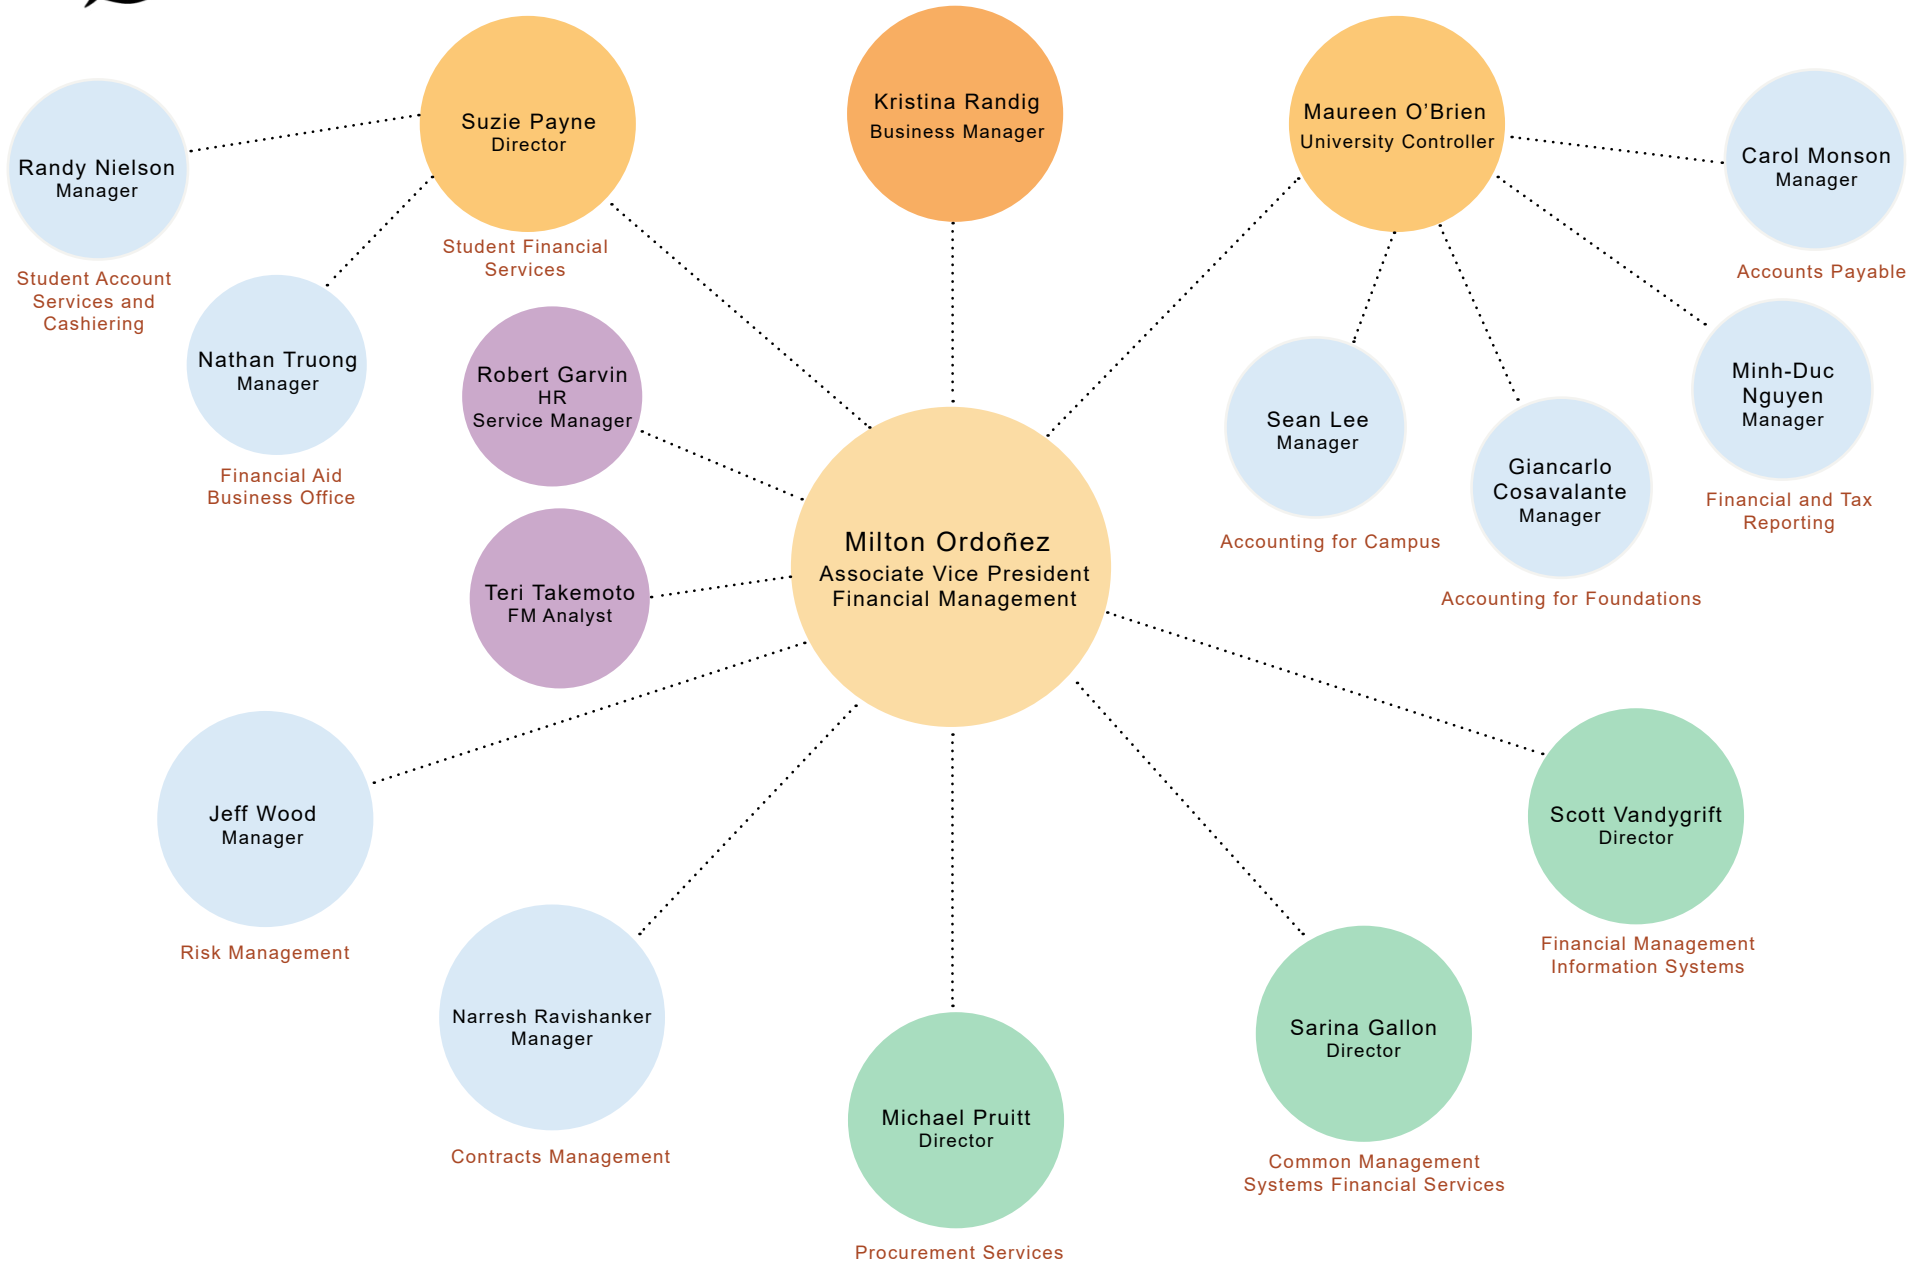 Kristina Randig
Business Manager
Suzie Payne
Director
Student Financial
Services
Maureen O’Brien
University Controller
Randy Nielson
Manager
Student Account
Services and
Cashiering
Nathan Truong
Manager
Financial Aid
Business Office
Carol Monson
Manager
Accounts Payable
Minh-Duc
Nguyen
Manager
Financial and Tax
Reporting
Sean Lee
Manager
Accounting for Campus
Giancarlo
Cosavalante
Manager
Accounting for Foundations
Robert Garvin
HR
Service Manager
Teri Takemoto
FM Analyst
Milton Ordoñez
Associate Vice President
Financial Management
Jeff Wood
Manager
Risk Management
Narresh Ravishanker
Manager
Contracts Management
Michael Pruitt
Director
Procurement Services
Sarina Gallon
Director
Common Management
Systems Financial Services
Scott Vandygrift
Director
Financial Management
Information Systems